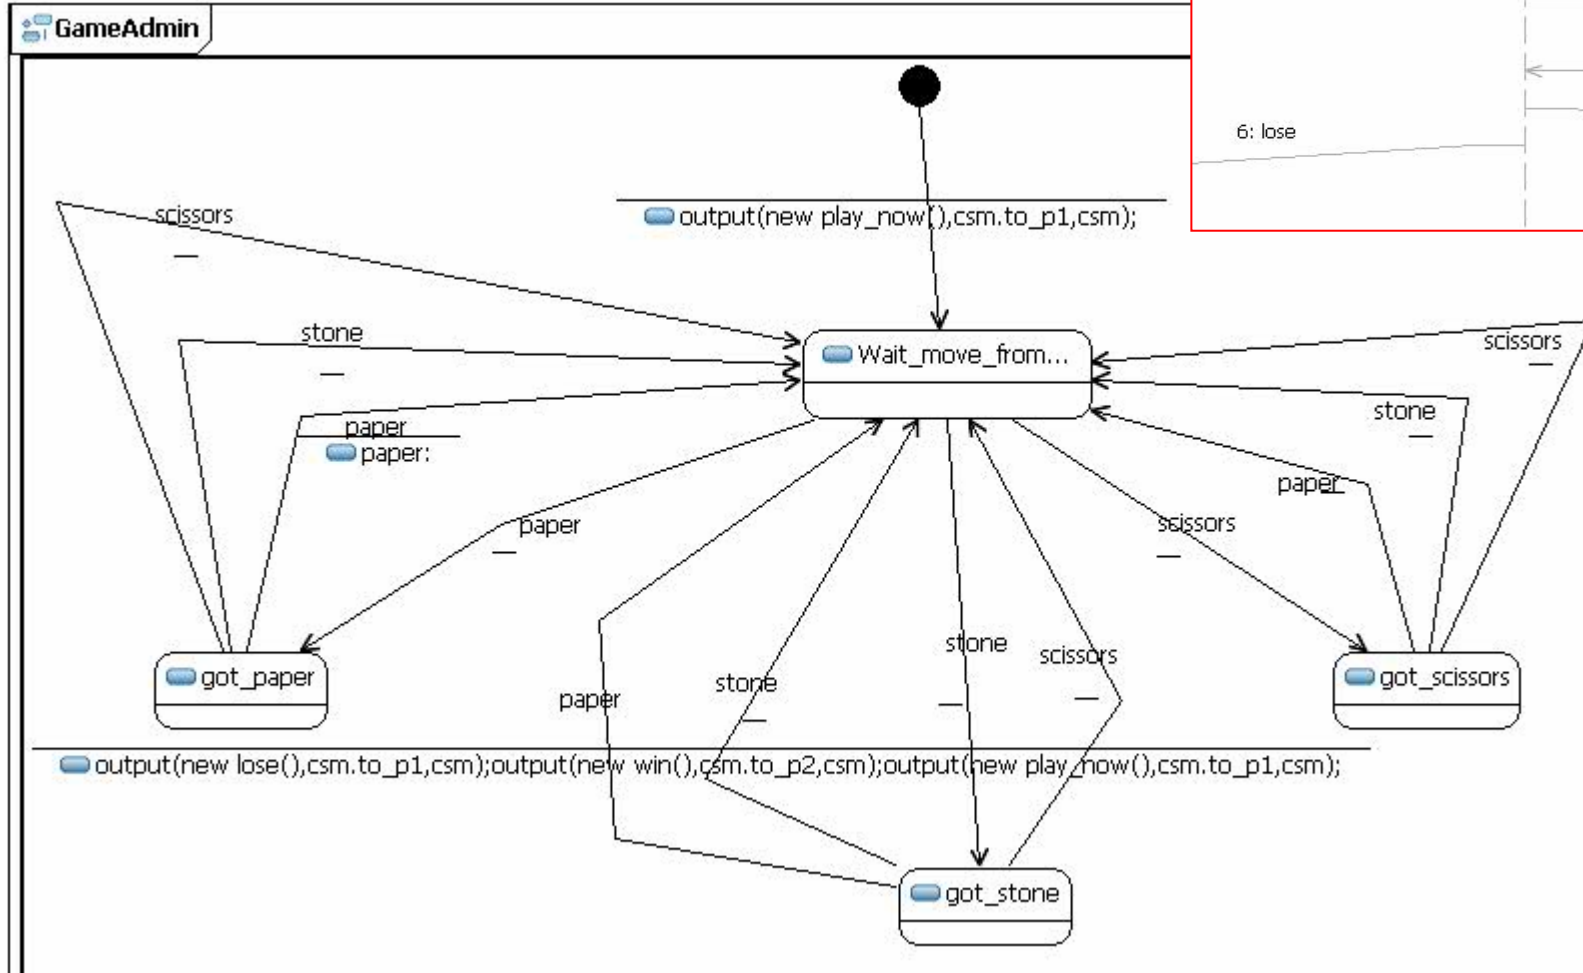 GameAdmin
6: lose
scissors
output(new play_now(),csm.to_p1,csm);
stone
Wait_move_from...
scissors
paper
paper:
stone
paper
paper
scissors
stone
scissors
stone
paper
got_paper
got_scissors
output(new lose(),csm.to_p1,csm);output(new win(),csm.to_p2,csm);output(new play_now(),csm.to_p1,csm);
got_stone